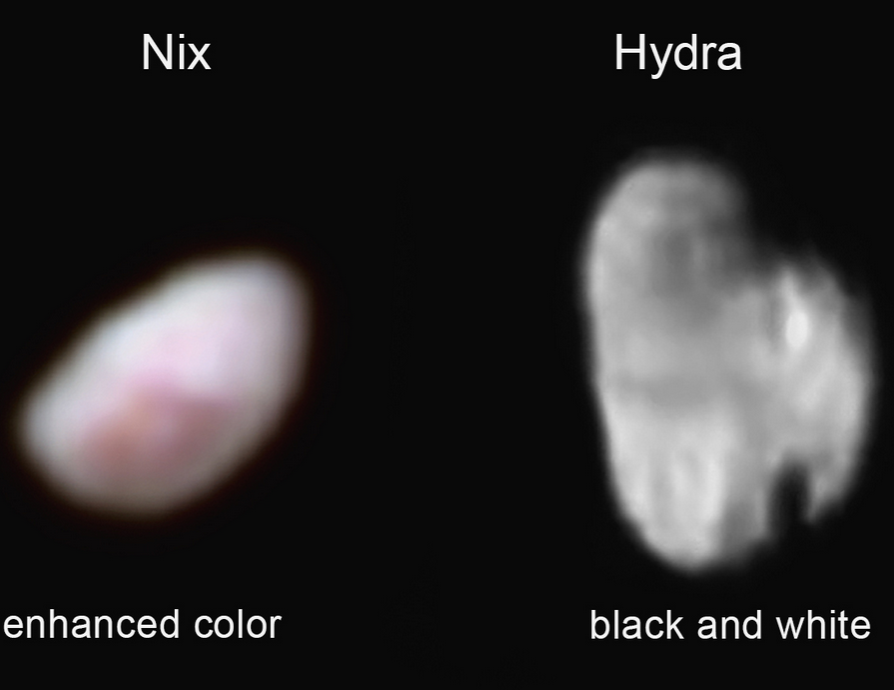 Nix
Hydra
enhanced color
black and white